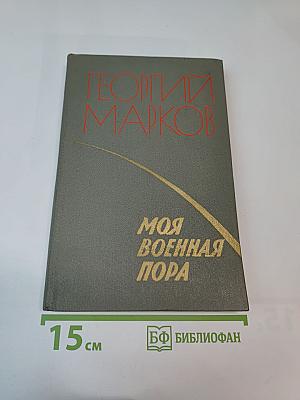 ГЕОРГИЙ
МАРКОВ
МОЯ
ВОЕННАЯ
ПОРА
15 см
БФ БИБЛИОФАН